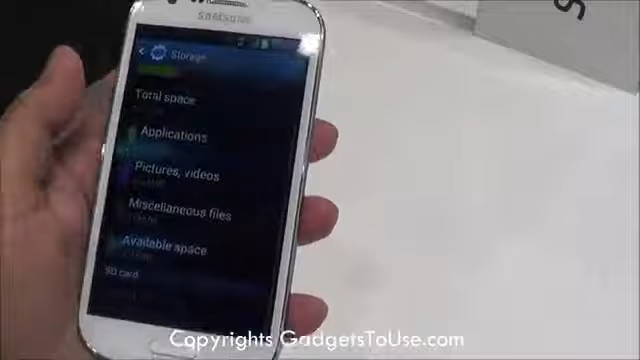 S
SAMSUNG
Storage
Total space
Applications
Pictures, videos
Miscellaneous files
Available space
SD card
Copyrights GadgetsToUse.com